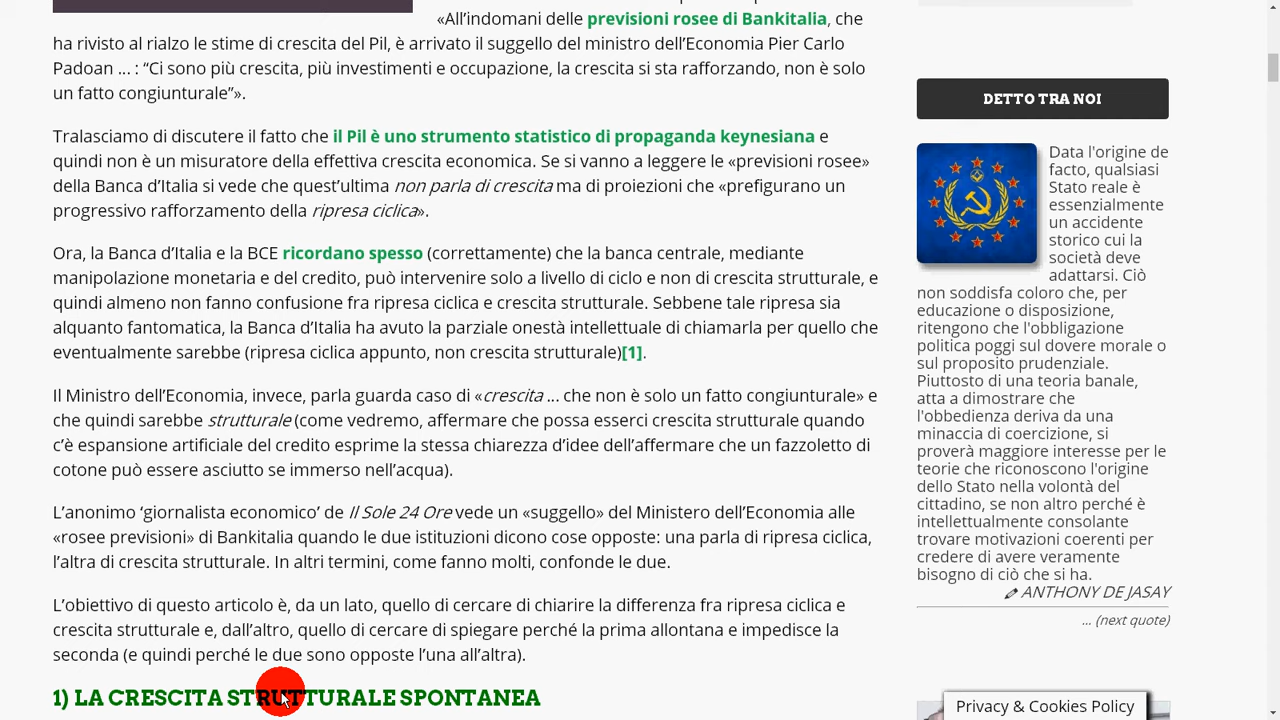 «All’indomani delle previsioni rosee di Bankitalia, che
ha rivisto al rialzo le stime di crescita del Pil, è arrivato il suggello del ministro dell’Economia Pier Carlo
Padoan ... : “Ci sono più crescita, più investimenti e occupazione, la crescita si sta rafforzando, non è solo
un fatto congiunturale”».
Tralasciamo di discutere il fatto che il Pil è uno strumento statistico di propaganda keynesiana e
quindi non è un misuratore della effettiva crescita economica. Se si vanno a leggere le «previsioni rosee»
della Banca d’Italia si vede che quest’ultima non parla di crescita ma di proiezioni che «prefigurano un
progressivo rafforzamento della ripresa ciclica».
Ora, la Banca d’Italia e la BCE ricordano spesso (correttamente) che la banca centrale, mediante
manipolazione monetaria e del credito, può intervenire solo a livello di ciclo e non di crescita strutturale, e
quindi almeno non fanno confusione fra ripresa ciclica e crescita strutturale. Sebbene tale ripresa sia
alquanto fantomatica, la Banca d’Italia ha avuto la parziale onestà intellettuale di chiamarla per quello che
eventualmente sarebbe (ripresa ciclica appunto, non crescita strutturale)[1].
Il Ministro dell’Economia, invece, parla guarda caso di «crescita ... che non è solo un fatto congiunturale» e
che quindi sarebbe strutturale (come vedremo, affermare che possa esserci crescita strutturale quando
c’è espansione artificiale del credito esprime la stessa chiarezza d’idee dell’affermare che un fazzoletto di
cotone può essere asciutto se immerso nell’acqua).
L’anonimo ‘giornalista economico’ de Il Sole 24 Ore vede un «suggello» del Ministero dell’Economia alle
«rosee previsioni» di Bankitalia quando le due istituzioni dicono cose opposte: una parla di ripresa ciclica,
l’altra di crescita strutturale. In altri termini, come fanno molti, confonde le due.
L’obiettivo di questo articolo è, da un lato, quello di cercare di chiarire la differenza fra ripresa ciclica e
crescita strutturale e, dall’altro, quello di cercare di spiegare perché la prima allontana e impedisce la
seconda (e quindi perché le due sono opposte l’una all’altra).
1) LA CRESCITA STRUTTURALE SPONTANEA
DETTO TRA NOI
Data l'origine de
facto, qualsiasi
Stato reale è
essenzialmente
un accidente
storico cui la
società deve
adattarsi. Ciò
non soddisfa coloro che, per
educazione o disposizione,
ritengono che l'obbligazione
politica poggi sul dovere morale o
sul proposito prudenziale.
Piuttosto di una teoria banale,
atta a dimostrare che
l'obbedienza deriva da una
minaccia di coercizione, si
proverà maggiore interesse per le
teorie che riconoscono l'origine
dello Stato nella volontà del
cittadino, se non altro perché è
intellettualmente consolante
trovare motivazioni coerenti per
credere di avere veramente
bisogno di ciò che si ha.
ANTHONY DE JASAY
... (next quote)
Privacy & Cookies Policy